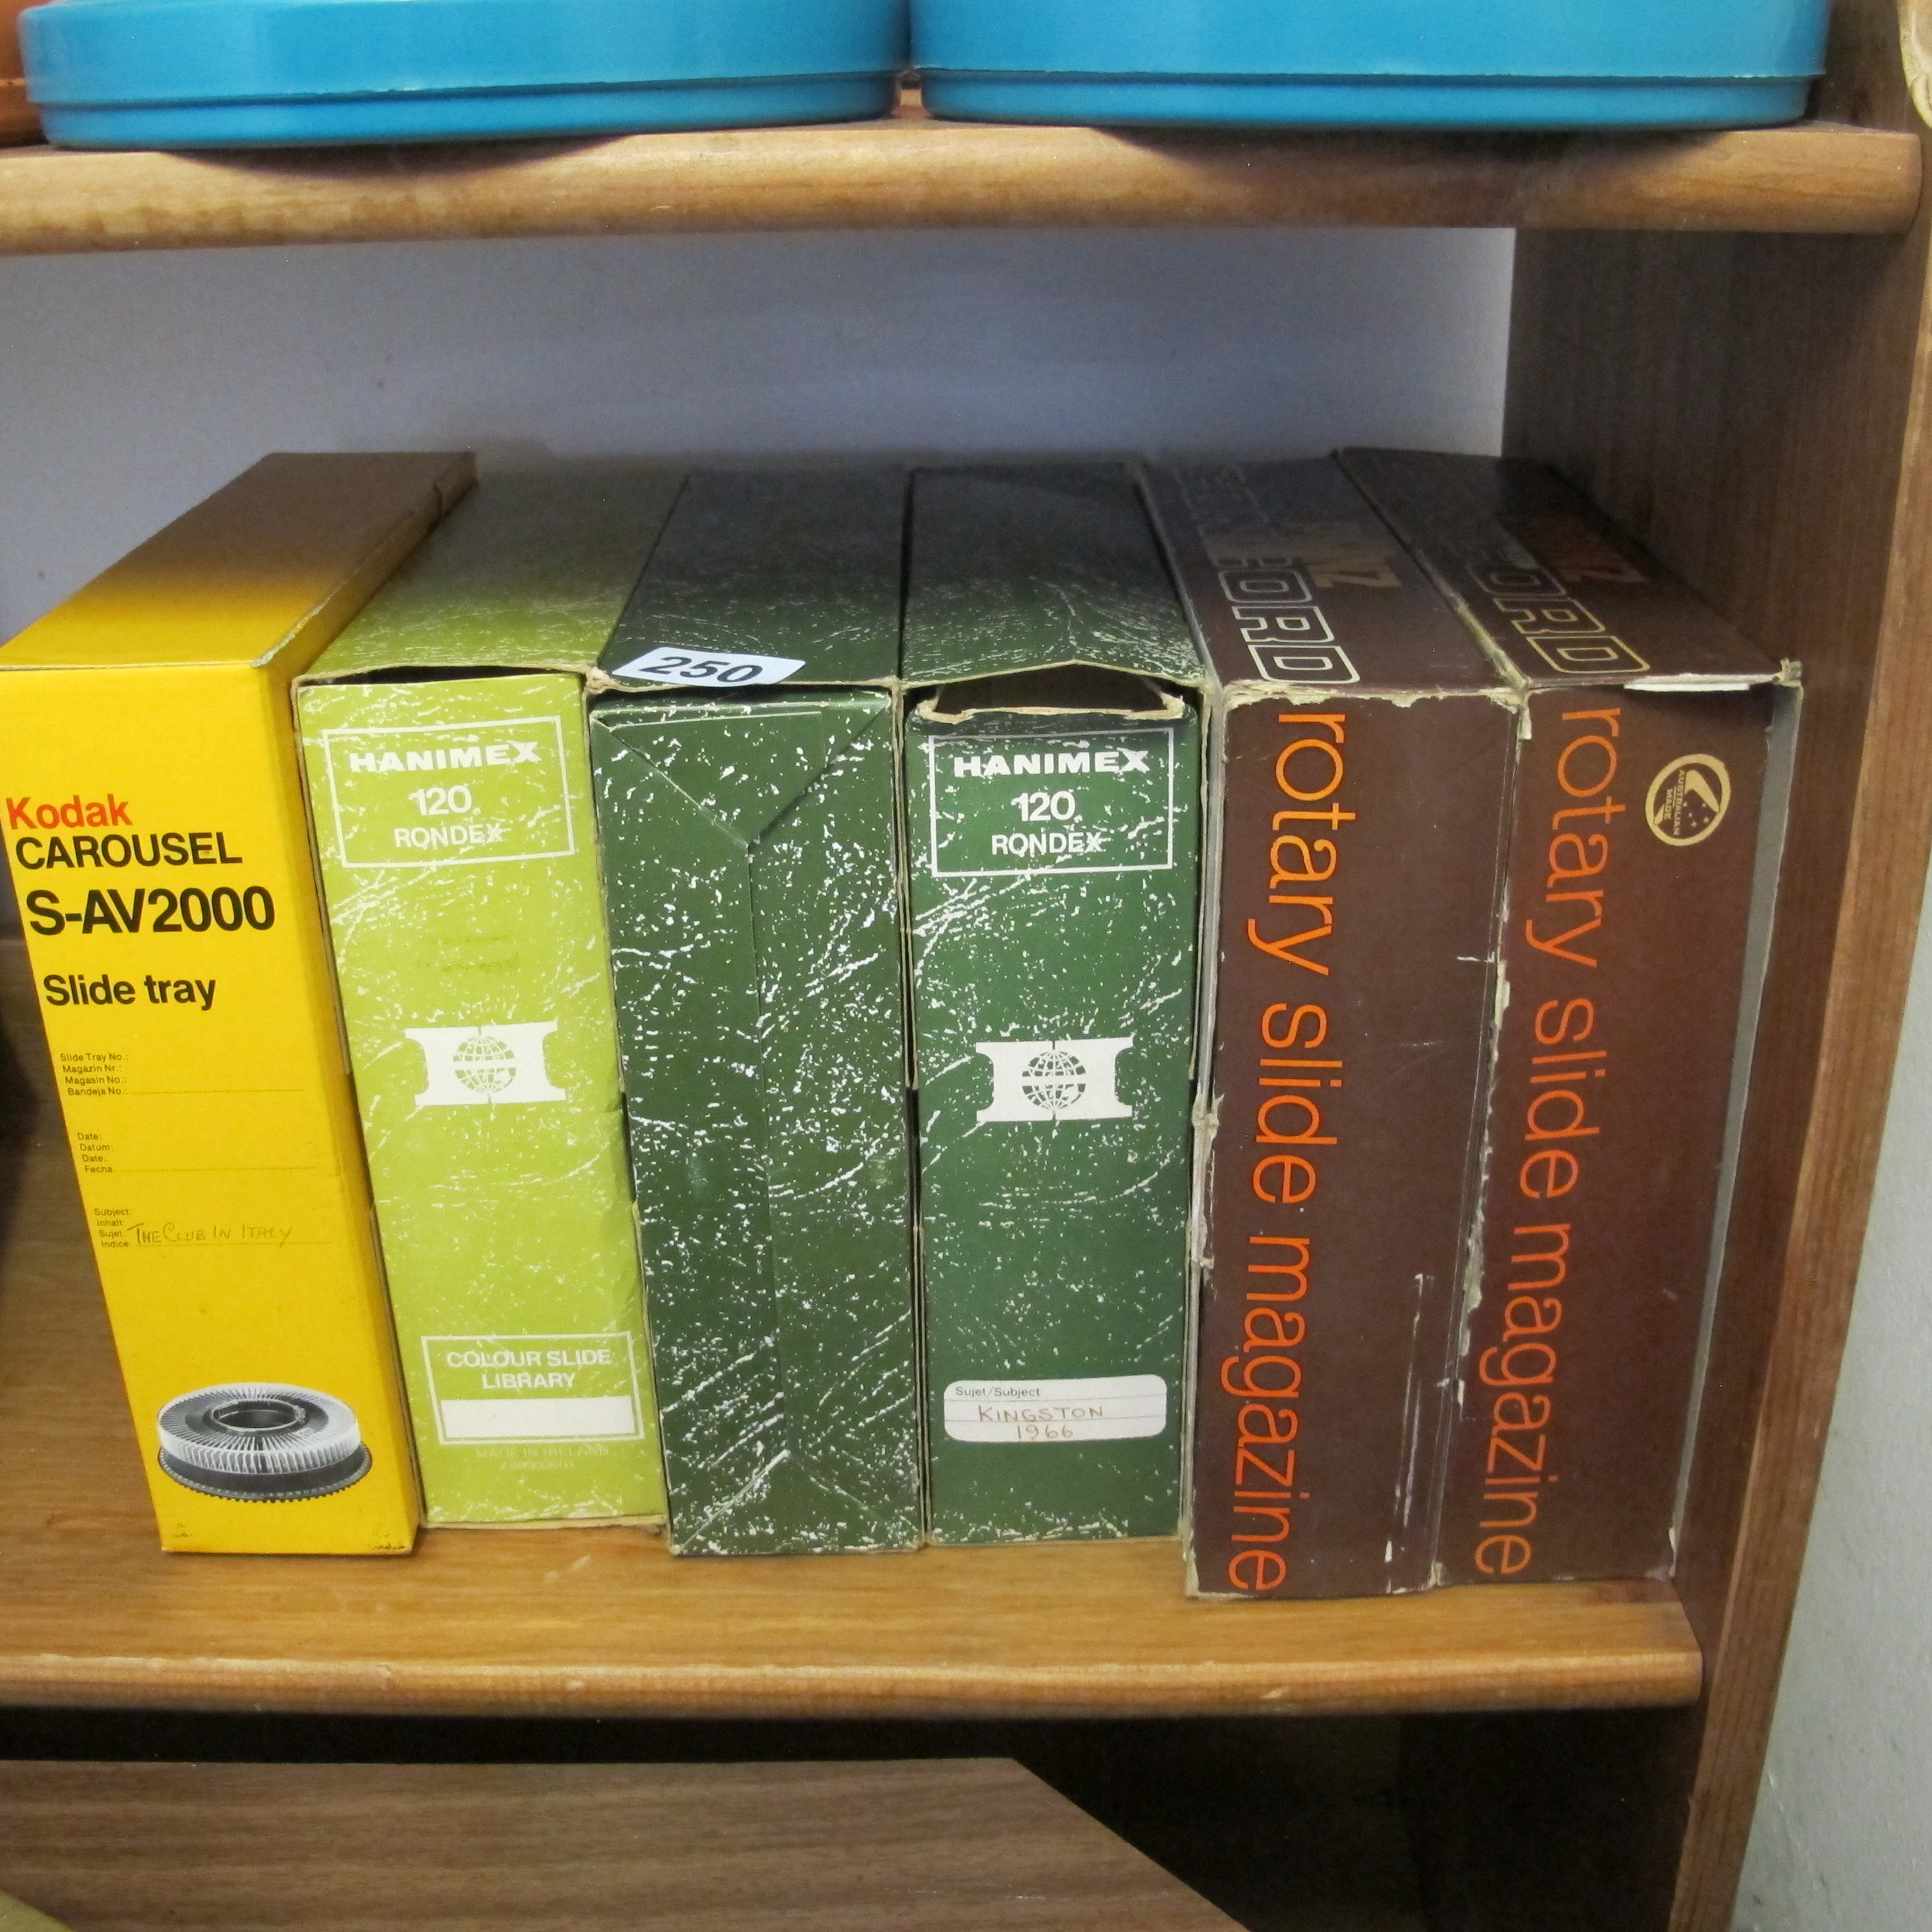 Kodak
CAROUSEL
S-AV2000
Slide tray
Slide Tray No.:
Magazin Nr.:
Magasin No.:
Bandeja No.:
Date:
Datum:
Date:
Fecha:
Subject:
Inhalt:
Sujet:
Indice: THE CLUB IN ITALY
HANIMEX
120
RONDEX
COLOUR SLIDE
LIBRARY
MADE IN IRELAND
250
HANIMEX
120
RONDEX
Sujet/Subject
KINGSTON
1966
rotary slide magazine
rotary slide magazine
AUSTRALIAN
MADE